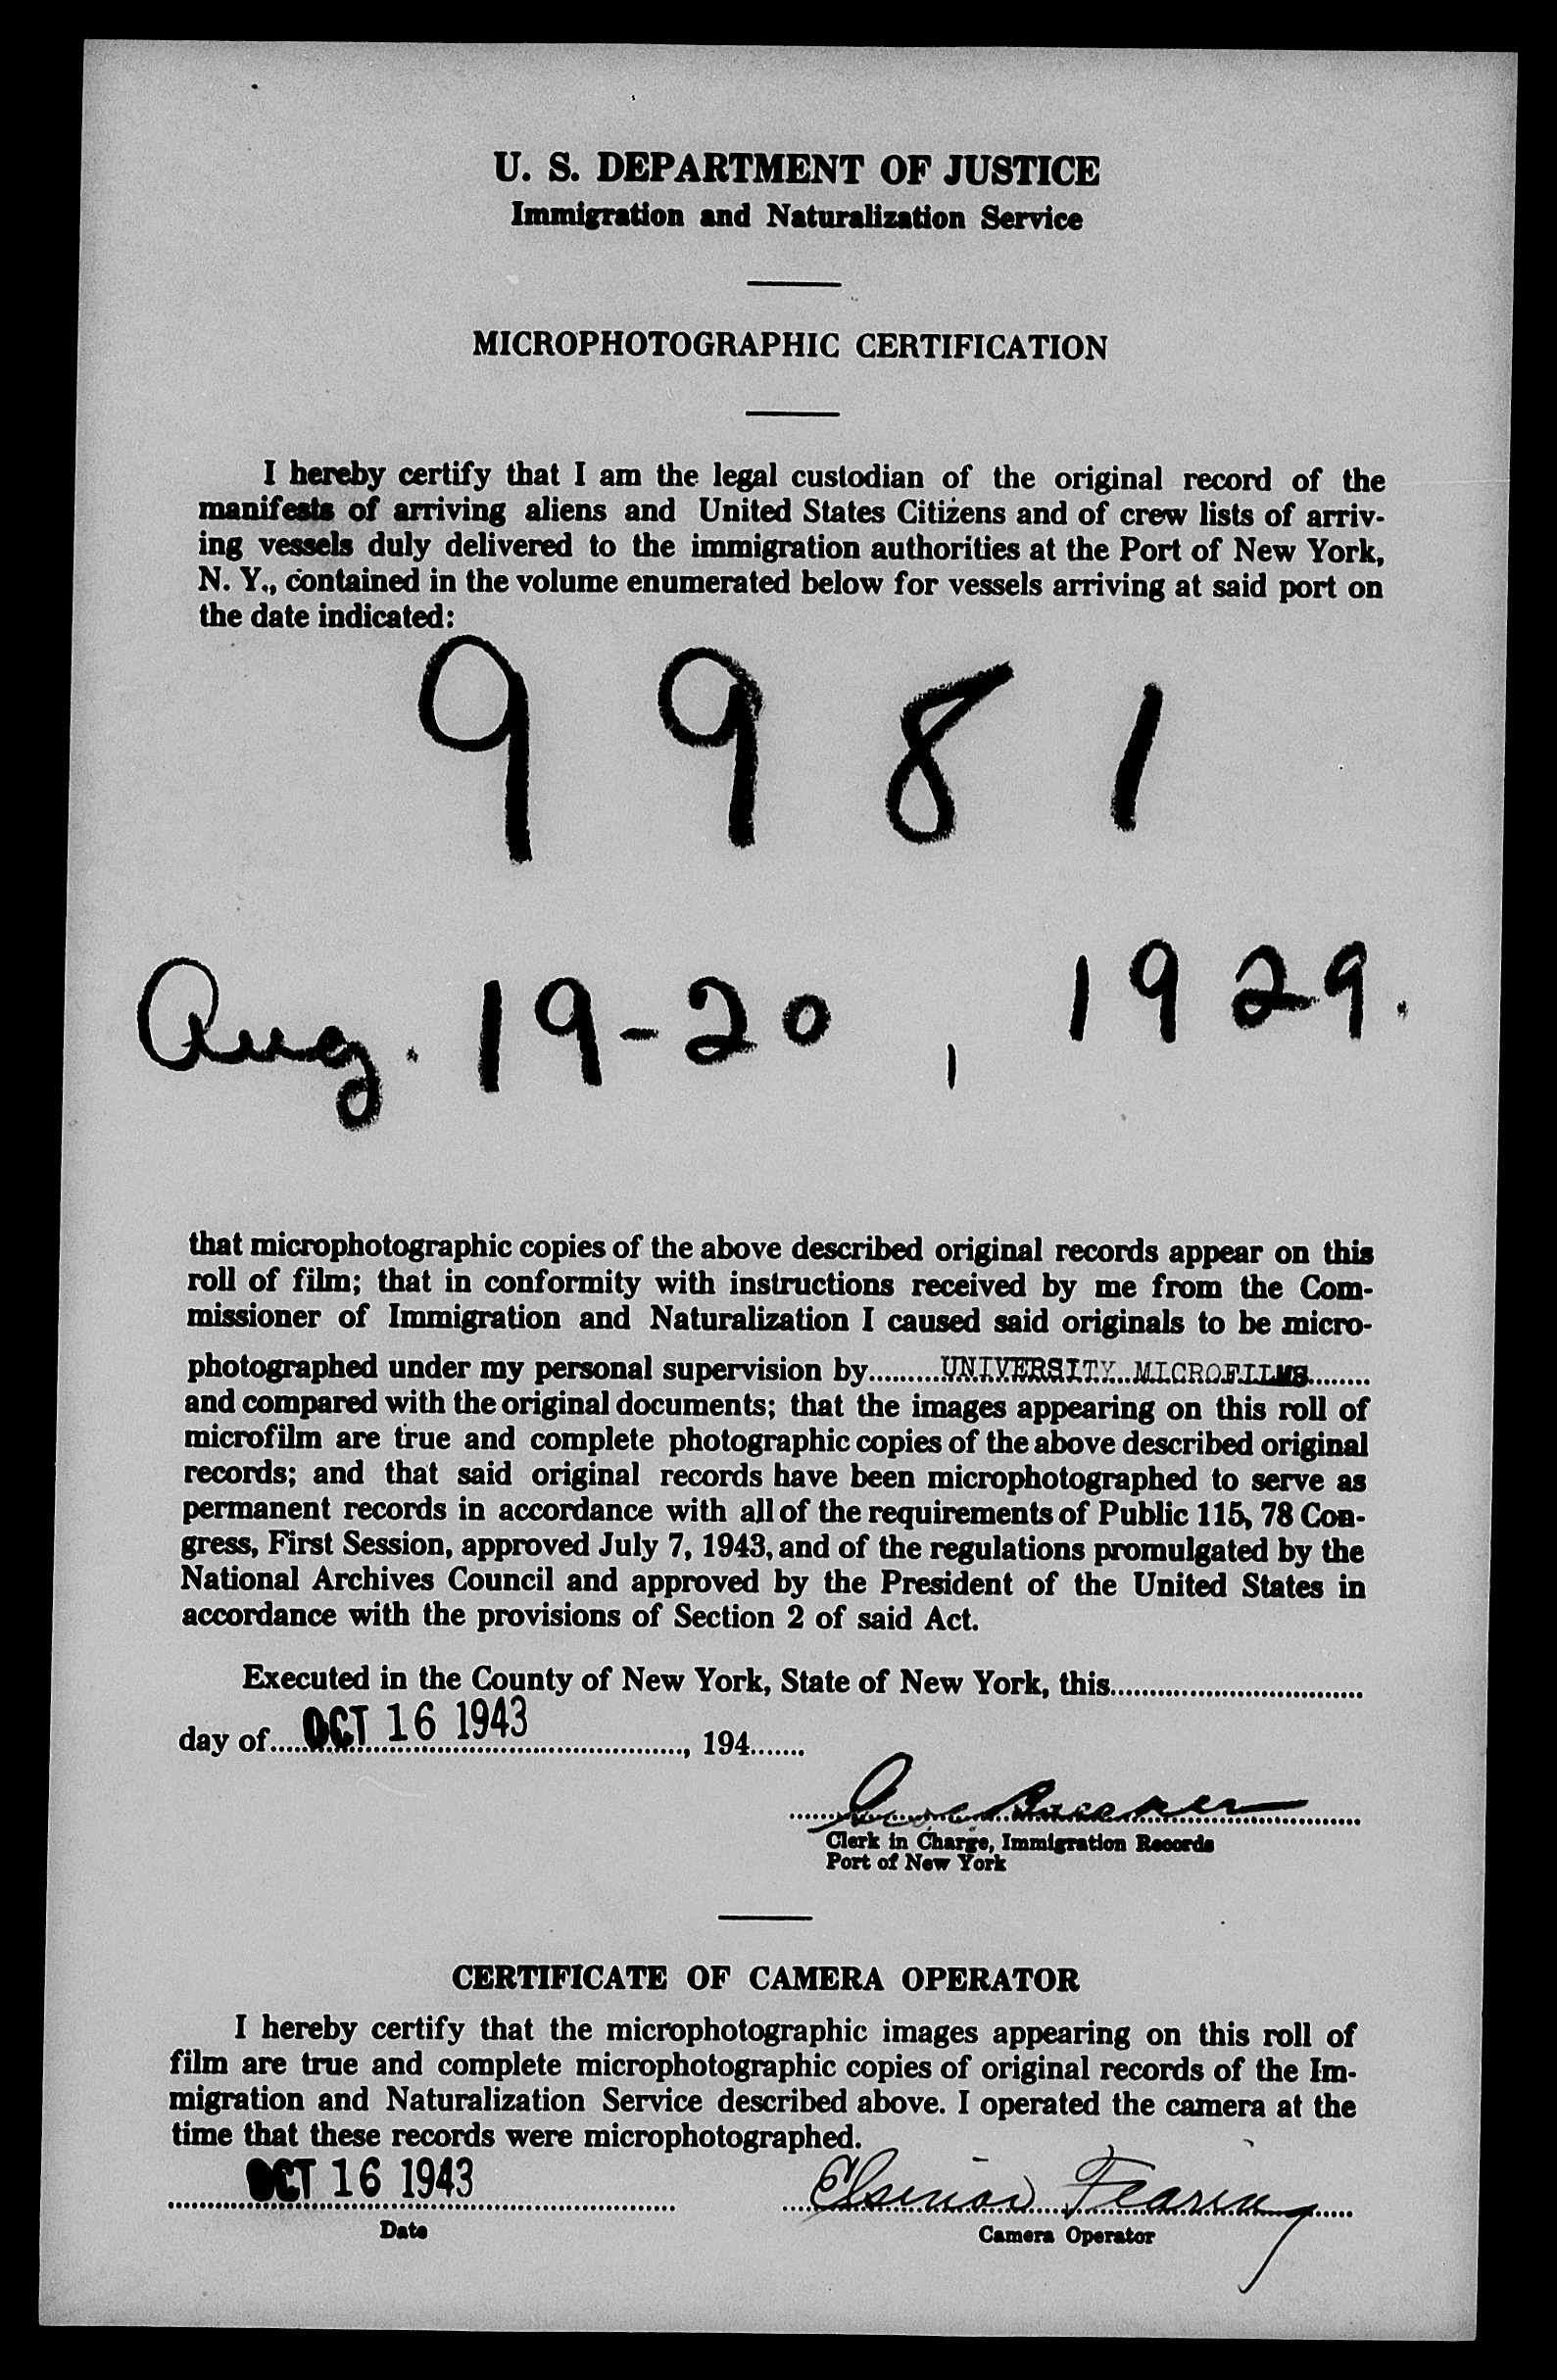 U. S. DEPARTMENT OF JUSTICE
Immigration and Naturalization Service
MICROPHOTOGRAPHIC CERTIFICATION
I hereby certify that I am the legal custodian of the original record of the
manifests of arriving aliens and United States Citizens and of crew lists of arriv-
ing vessels duly delivered to the immigration authorities at the Port of New York,
N. Y., contained in the volume enumerated below for vessels arriving at said port on
the date indicated:
9981
Aug. 19-20, 1929.
that microphotographic copies of the above described original records appear on this
roll of film; that in conformity with instructions received by me from the Com-
missioner of Immigration and Naturalization I caused said originals to be micro-
photographed under my personal supervision by.........UNIVERSITY MICROFILMS........
and compared with the original documents; that the images appearing on this roll of
microfilm are true and complete photographic copies of the above described original
records; and that said original records have been microphotographed to serve as
permanent records in accordance with all of the requirements of Public 115, 78 Con-
gress, First Session, approved July 7, 1943, and of the regulations promulgated by the
National Archives Council and approved by the President of the United States in
accordance with the provisions of Section 2 of said Act.
Executed in the County of New York, State of New York, this.................................
day of.....OCT 16 1943..........................................., 194.......
Clerk in Charge, Immigration Records
Port of New York
CERTIFICATE OF CAMERA OPERATOR
I hereby certify that the microphotographic images appearing on this roll of
film are true and complete microphotographic copies of original records of the Im-
migration and Naturalization Service described above. I operated the camera at the
time that these records were microphotographed.
OCT 16 1943 Fearing
Date Camera Operator